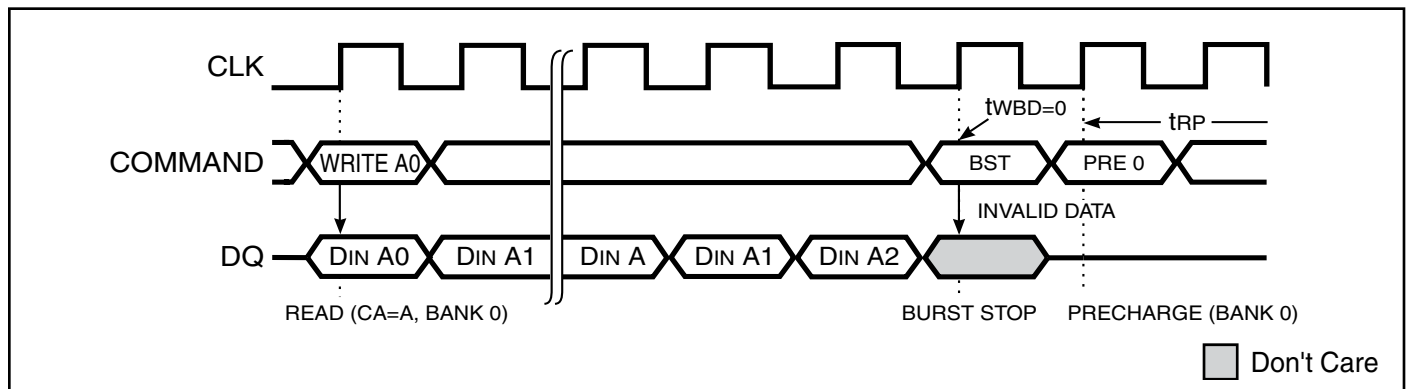 CLK
tWBD=0
tRP
COMMAND WRITE A0 BST PRE 0
INVALID DATA
DQ DIN A0 DIN A1 DIN A DIN A1 DIN A2
READ (CA=A, BANK 0) BURST STOP PRECHARGE (BANK 0)
Don't Care